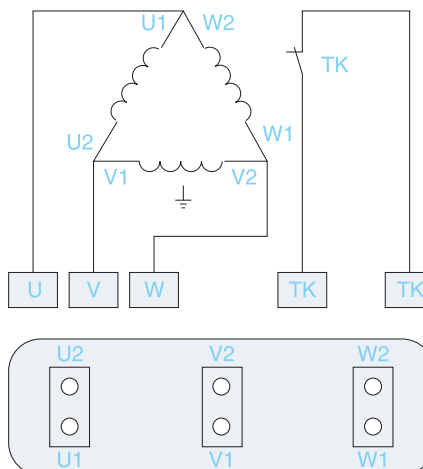 U1 W2
TK
U2 W1
V1 V2
U V W TK TK
U2 V2 W2
U1 V1 W1